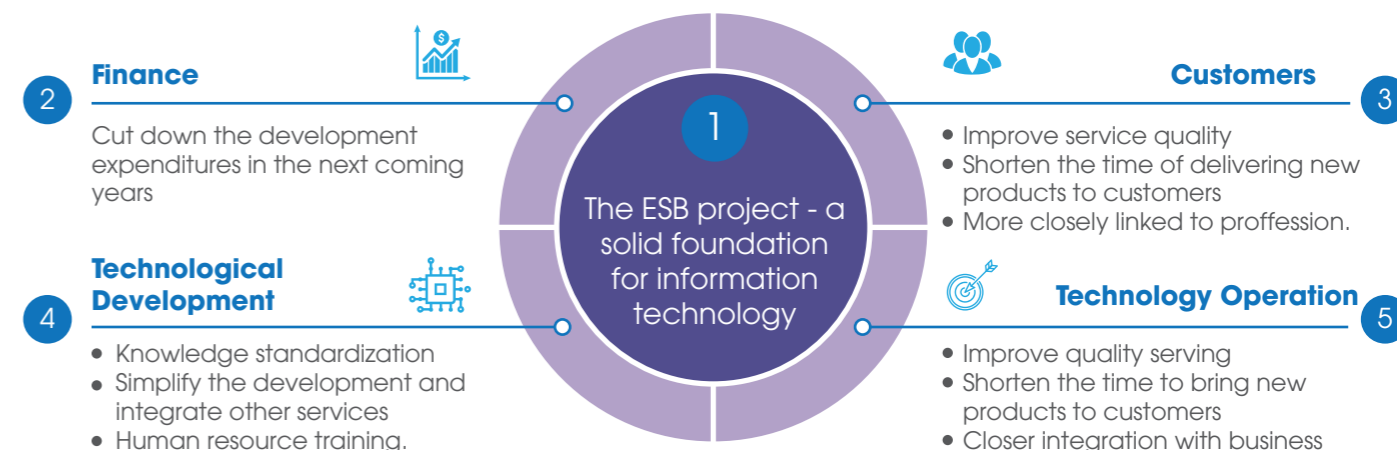 2
Finance
Cut down the development
expenditures in the next coming
years
$
1
The ESB project - a
solid foundation
for information
technology
Customers
3
• Improve service quality
• Shorten the time of delivering new
products to customers
• More closely linked to proffession.
4
Technological
Development
• Knowledge standardization
• Simplify the development and
integrate other services
• Human resource training.
Technology Operation
5
• Improve quality serving
• Shorten the time to bring new
products to customers
• Closer integration with business